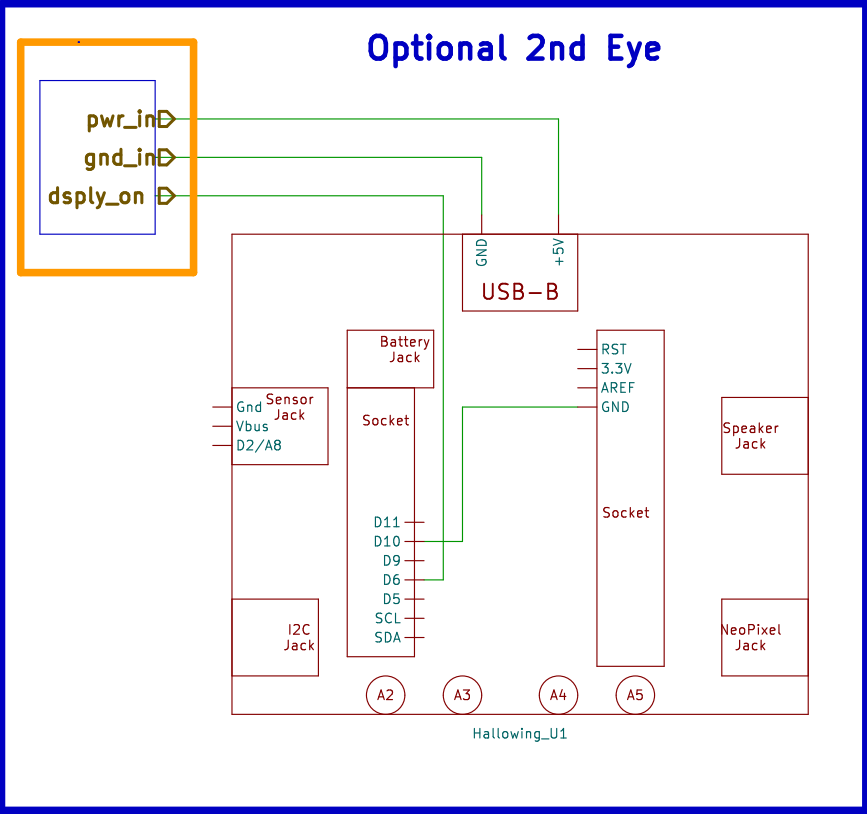 Optional 2nd Eye
pwr_in
gnd_in
dsply_on
GND
+5V
USB-B
Battery
Jack
RST
3.3V
AREF
GND
Sensor
Jack
Gnd
Vbus
D2/A8
Socket
Speaker
Jack
Socket
D11
D10
D9
D6
D5
SCL
SDA
I2C
Jack
NeoPixel
Jack
A2
A3
A4
A5
Hallowing_U1